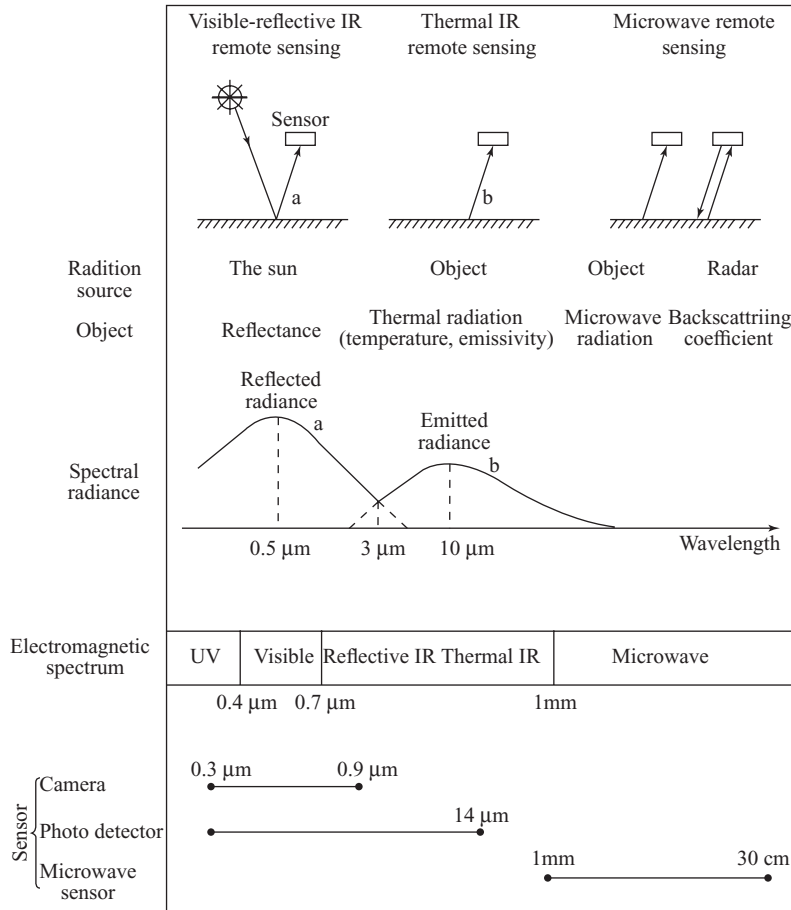 Visible-reflective IR
remote sensing
Thermal IR
remote sensing
Microwave remote
sensing
Sensor
a
b
Radition
source
The sun
Object
Object
Radar
Object
Reflectance
Thermal radiation
(temperature, emissivity)
Microwave
radiation
Backscattriing
coefficient
Reflected
radiance
a
Emitted
radiance
b
Spectral
radiance
0.5 μm
3 μm
10 μm
Wavelength
Electromagnetic
spectrum
UV
Visible
Reflective IR
Thermal IR
Microwave
0.4 μm
0.7 μm
1mm
Sensor
Camera
0.3 μm
0.9 μm
Photo detector
14 μm
Microwave
sensor
1mm
30 cm